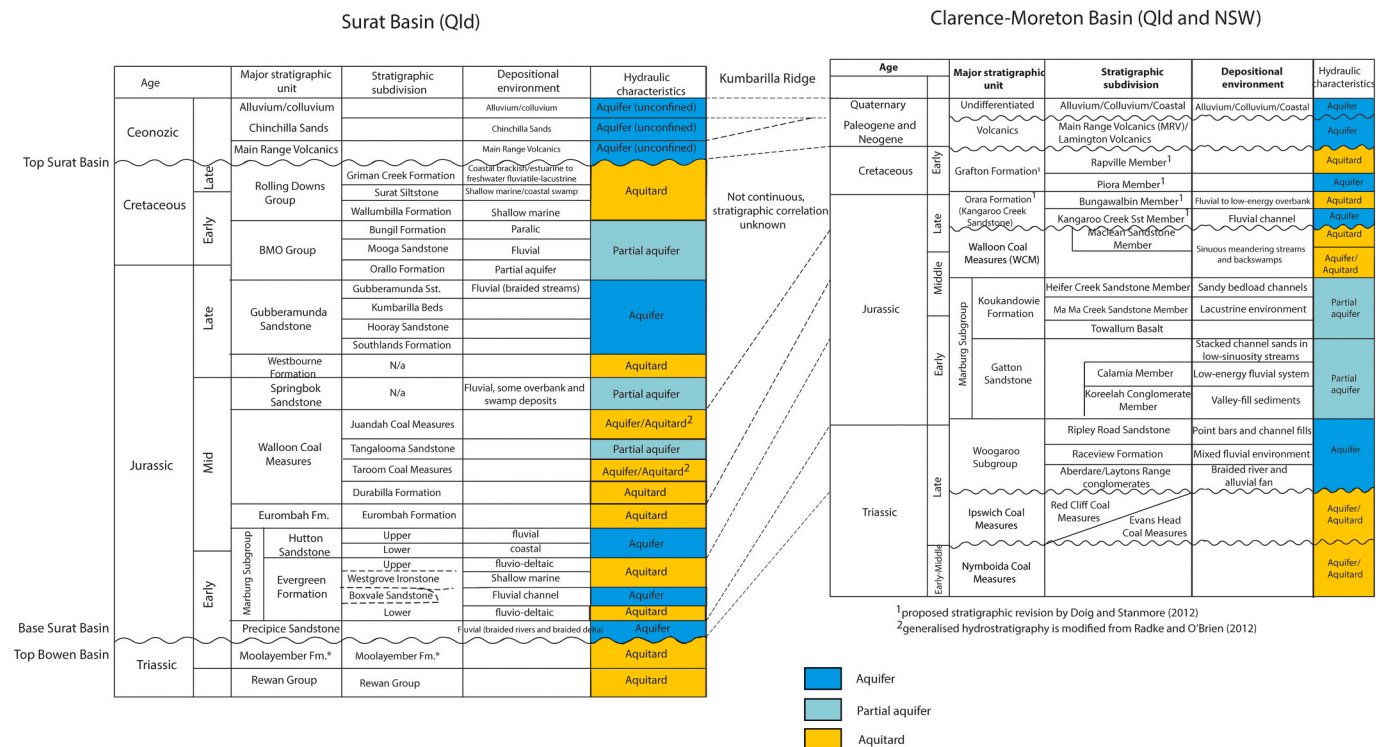 Surat Basin (Qld)
Clarence-Moreton Basin (Qld and NSW)
Age
Major stratigraphic
unit
Stratigraphic
subdivision
Depositional
environment
Hydraulic
characteristics
Ceonozic
Alluvium/colluvium
Alluvium/colluvium
Aquifer (unconfined)
Chinchilla Sands
Chinchilla Sands
Aquifer (unconfined)
Main Range Volcanics
Main Range Volcanics
Aquifer (unconfined)
Top Surat Basin
Cretaceous
Late
Early
Rolling Downs
Group
Griman Creek Formation
Coastal brackish/estuarine to
freshwater fluviatile-lacustrine
Surat Siltstone
Shallow marine/coastal swamp
Wallumbilla Formation
Shallow marine
Aquitard
BMO Group
Bungil Formation
Paralic
Mooga Sandstone
Fluvial
Orallo Formation
Partial aquifer
Partial aquifer
Jurassic
Late
Mid
Early
Gubberamunda
Sandstone
Gubberamunda Sst.
Fluvial (braided streams)
Kumbarilla Beds
Hooray Sandstone
Southlands Formation
Aquifer
Westbourne
Formation
N/a
Aquitard
Springbok
Sandstone
N/a
Fluvial, some overbank and
swamp deposits
Partial aquifer
Walloon Coal
Measures
Juandah Coal Measures
Aquifer/Aquitard2
Tangalooma Sandstone
Partial aquifer
Taroom Coal Measures
Aquifer/Aquitard2
Durabilla Formation
Aquitard
Eurombah Fm.
Eurombah Formation
Aquitard
Marburg Subgroup
Hutton
Sandstone
Upper
fluvial
Lower
coastal
Aquifer
Evergreen
Formation
Upper
fluvio-deltaic
Westgrove Ironstone
Shallow marine
Aquitard
Boxvale Sandstone
Fluvial channel
Aquifer
Lower
fluvio-deltaic
Aquitard
Base Surat Basin
Precipice Sandstone
Fluvial (braided rivers and braided delta)
Aquifer
Top Bowen Basin
Triassic
Moolayember Fm.*
Moolayember Fm.*
Aquitard
Rewan Group
Rewan Group
Aquitard
Kumbarilla Ridge
Not continuous,
stratigraphic correlation
unknown
Age
Major stratigraphic
unit
Stratigraphic
subdivision
Depositional
environment
Hydraulic
characteristics
Quaternary
Undifferentiated
Alluvium/Colluvium/Coastal
Alluvium/Colluvium/Coastal
Aquifer
Paleogene and
Neogene
Volcanics
Main Range Volcanics (MRV)/
Lamington Volcanics
Aquifer
Cretaceous
Early
Grafton Formation1
Rapville Member1
Aquitard
Piora Member1
Aquifer
Jurassic
Late
Middle
Early
Orara Formation1
(Kangaroo Creek
Sandstone)
Bungawalbin Member1
Fluvial to low-energy overbank
Aquitard
Kangaroo Creek Sst Member1
Fluvial channel
Aquifer
Walloon Coal
Measures (WCM)
Maclean Sandstone
Member
Sinuous meandering streams
and backswamps
Aquitard
Aquifer/
Aquitard
Marburg Subgroup
Koukandowie
Formation
Heifer Creek Sandstone Member
Sandy bedload channels
Ma Ma Creek Sandstone Member
Lacustrine environment
Towallum Basalt
Partial
aquifer
Gatton
Sandstone
Stacked channel sands in
low-sinuosity streams
Calamia Member
Low-energy fluvial system
Koreelah Conglomerate
Member
Valley-fill sediments
Partial
aquifer
Triassic
Late
Early-Middle
Woogaroo
Subgroup
Ripley Road Sandstone
Point bars and channel fills
Raceview Formation
Mixed fluvial environment
Aberdare/Laytons Range
conglomerates
Braided river and
alluvial fan
Aquifer
Ipswich Coal
Measures
Red Cliff Coal
Measures
Evans Head
Coal Measures
Aquifer/
Aquitard
Nymboida Coal
Measures
Aquifer/
Aquitard
1proposed stratigraphic revision by Doig and Stanmore (2012)
2generalised hydrostratigraphy is modified from Radke and O'Brien (2012)
Aquifer
Partial aquifer
Aquitard